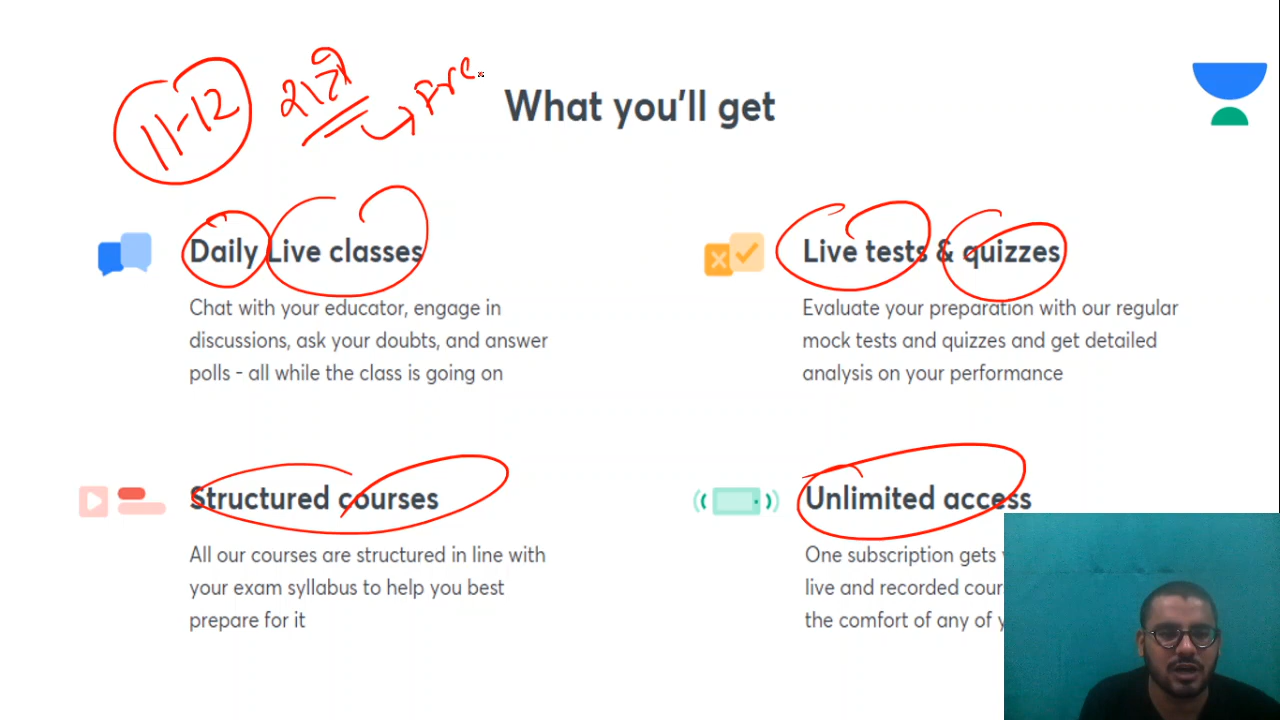 11-12 रात्री Free
What you'll get
Daily Live classes
Chat with your educator, engage in
discussions, ask your doubts, and answer
polls - all while the class is going on
Live tests & quizzes
Evaluate your preparation with our regular
mock tests and quizzes and get detailed
analysis on your performance
Structured courses
All our courses are structured in line with
your exam syllabus to help you best
prepare for it
Unlimited access
One subscription gets
live and recorded cour
the comfort of any of y